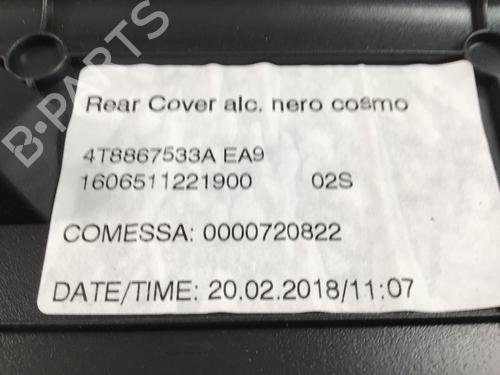 B-PARTS
Rear Cover alc. nero cosmo
4T8867533A EA9
1606511221900 02S
COMESSA: 0000720822
DATE/TIME: 20.02.2018/11:07